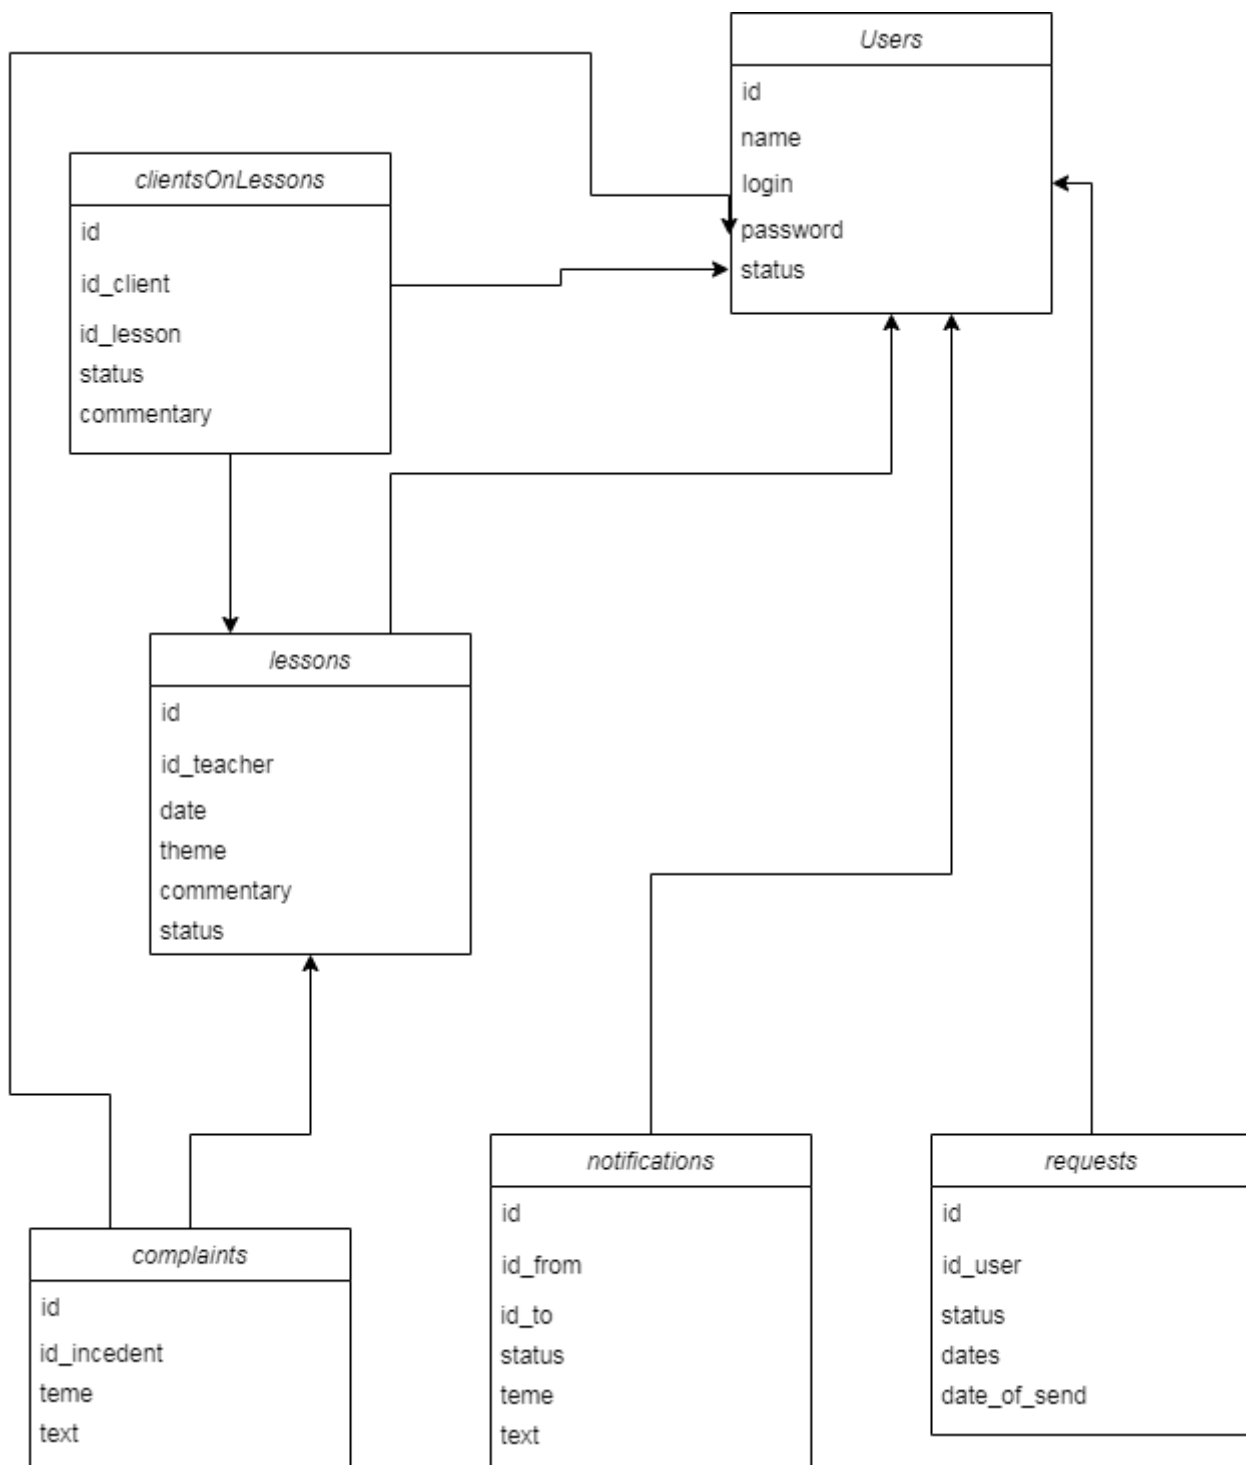 Users
id
name
login
password
status
clientsOnLessons
id
id_client
id_lesson
status
commentary
lessons
id
id_teacher
date
theme
commentary
status
complaints
id
id_incedent
teme
text
notifications
id
id_from
id_to
status
teme
text
requests
id
id_user
status
dates
date_of_send